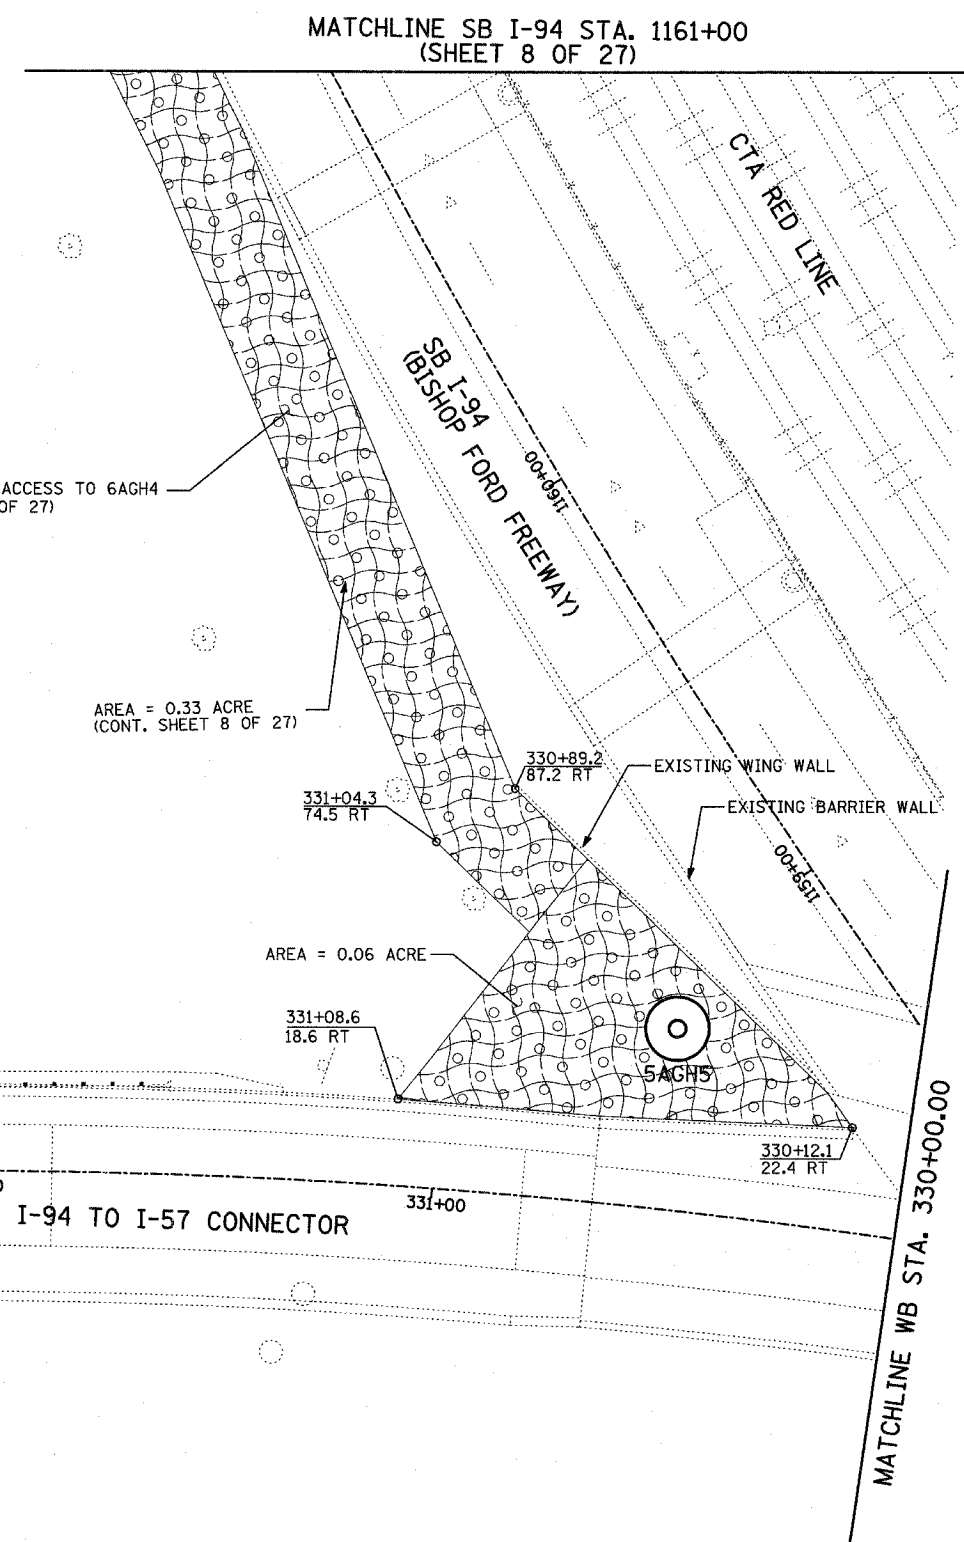 MATCHLINE SB I-94 STA. 1161+00
(SHEET 8 OF 27)
CTA RED LINE
SB I-94
(BISHOP FORD FREEWAY)
1160+00
ACCESS TO 6AGH4
OF 27)
AREA = 0.33 ACRE
(CONT. SHEET 8 OF 27)
330+89.2
87.2 RT
EXISTING WING WALL
331+04.3
74.5 RT
EXISTING BARRIER WALL
1159+00
AREA = 0.06 ACRE
331+08.6
18.6 RT
5AGH5
330+12.1
22.4 RT
331+00
I-94 TO I-57 CONNECTOR
MATCHLINE WB STA. 330+00.00